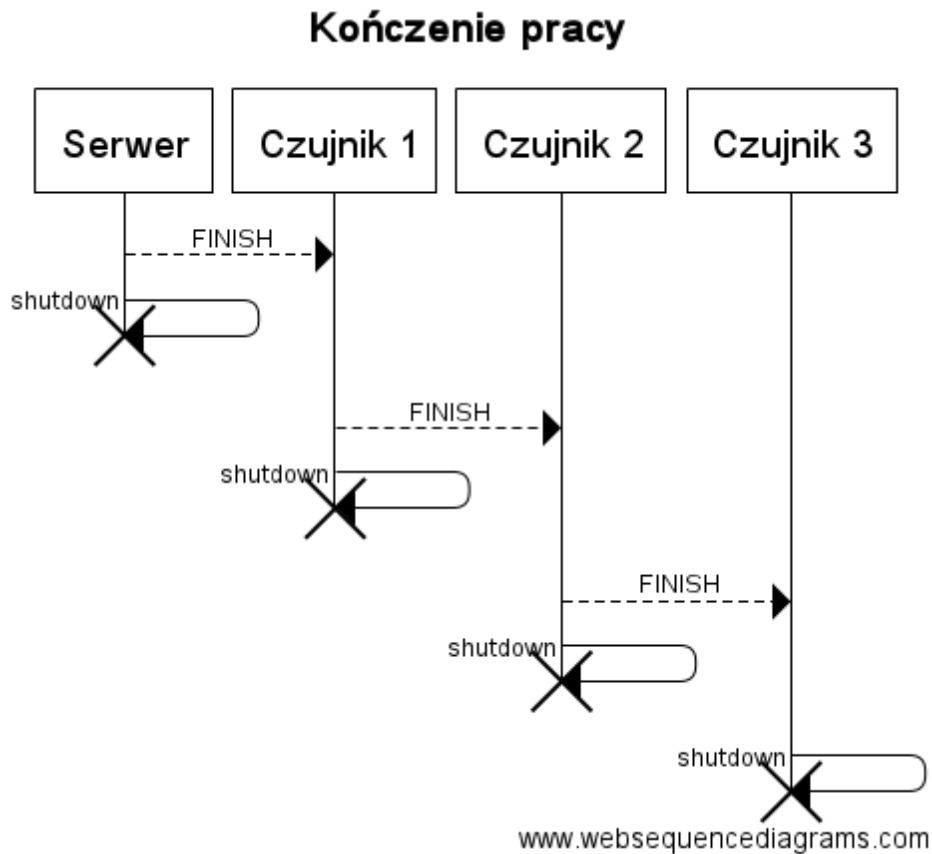 Kończenie pracy
Serwer
Czujnik 1
Czujnik 2
Czujnik 3
FINISH
shutdown
FINISH
shutdown
FINISH
shutdown
shutdown
www.websequencediagrams.com